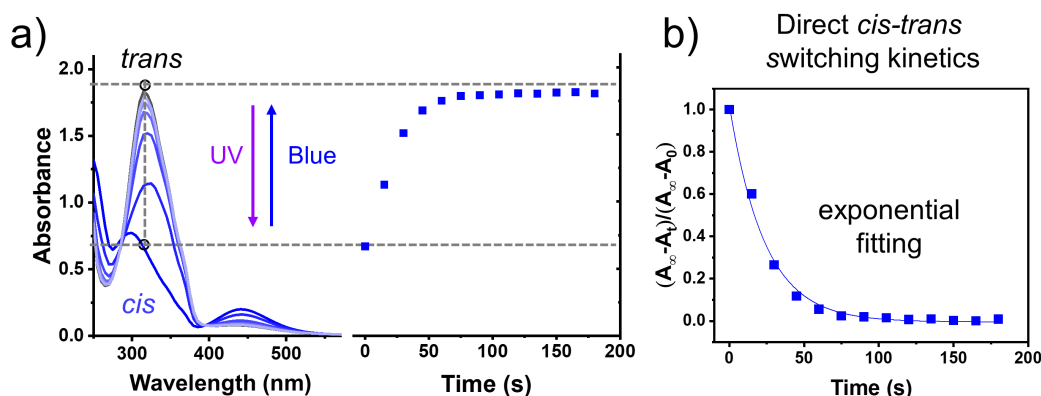 a)
trans
2.0
1.5
1.0
0.5
0.0
Absorbance
UV
Blue
cis
300
400
500
Wavelength (nm)
0
50
100
150
200
Time (s)
b)
Direct cis-trans
switching kinetics
1.0
0.8
0.6
0.4
0.2
0.0
(A∞-At)/(A∞-A0)
exponential
fitting
0
50
100
150
200
Time (s)